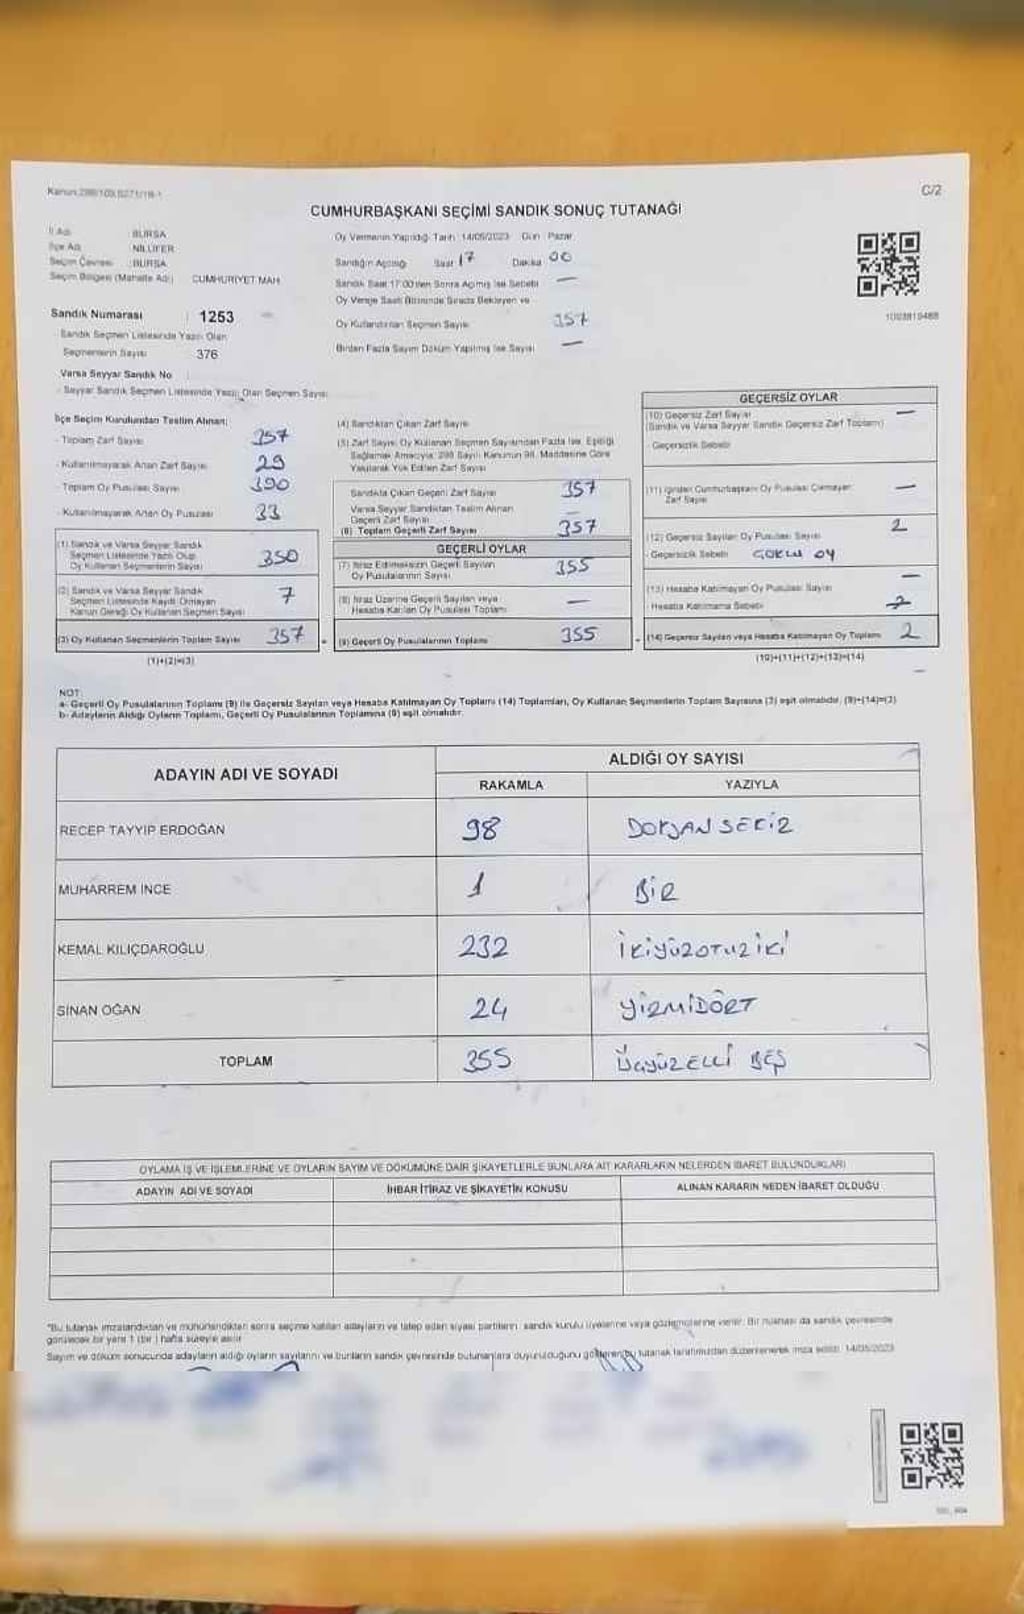 C/2
CUMHURBAŞKANI SEÇİMİ SANDIK SONUÇ TUTANAĞI
İl Adı : BURSA
İlçe Adı : NİLÜFER
Seçim Çevresi : BURSA
Seçim Bölgesi (Mahalle Adı) : CUMHURİYET MAH
Sandık Numarası : 1253
- Sandık Seçmen Listesinde Yazılı Olan
Seçmenlerin Sayısı 376
Varsa Seyyar Sandık No
- Seyyar Sandık Seçmen Listesinde Yazılı Olan Seçmen Sayısı
Oy Vermenin Yapıldığı Tarih : 14/05/2023 Gün : Pazar
Sandığın Açıldığı Saat 17 Dakika 00
Sandık Saat 17:00'den Sonra Açılmış İse Sebebi —
Oy Verme Saati Bitiminde Sırada Bekleyen ve
Oy Kullandırılan Seçmen Sayısı 357
Birden Fazla Sayım Döküm Yapılmış İse Sayısı —
İlçe Seçim Kurulundan Teslim Alınan;
- Toplam Zarf Sayısı 357
- Kullanılmayarak Artan Zarf Sayısı 29
- Toplam Oy Pusulası Sayısı 390
- Kullanılmayarak Artan Oy Pusulası 33
(1) Sandık ve Varsa Seyyar Sandık
Seçmen Listesinde Yazılı Olup
Oy Kullanan Seçmenlerin Sayısı 350
(2) Sandık ve Varsa Seyyar Sandık
Seçmen Listesinde Kayıtlı Olmayan
Kanun Gereği Oy Kullanan Seçmen Sayısı 7
(3) Oy Kullanan Seçmenlerin Toplam Sayısı 357
(1)+(2)=(3)
(4) Sandıktan Çıkan Zarf Sayısı
(5) Zarf Sayısı Oy Kullanan Seçmen Sayısından Fazla İse, Eşitliği
Sağlamak Amacıyla; 298 Sayılı Kanunun 98. Maddesine Göre
Yakılarak Yok Edilen Zarf Sayısı
Sandıkta Çıkan Geçerli Zarf Sayısı 357
Varsa Seyyar Sandıktan Teslim Alınan
Geçerli Zarf Sayısı —
(6) Toplam Geçerli Zarf Sayısı 357
GEÇERLİ OYLAR
(7) İtiraz Edilmeksizin Geçerli Sayılan
Oy Pusulalarının Sayısı 355
(8) İtiraz Üzerine Geçerli Sayılan veya
Hesaba Katılan Oy Pusulası Toplamı —
(9) Geçerli Oy Pusulalarının Toplamı 355
GEÇERSİZ OYLAR
(10) Geçersiz Zarf Sayısı —
(Sandık ve Varsa Seyyar Sandık Geçersiz Zarf Toplamı)
- Geçersizlik Sebebi
(11) İçinden Cumhurbaşkanı Oy Pusulası Çıkmayan
Zarf Sayısı —
(12) Geçersiz Sayılan Oy Pusulası Sayısı 2
- Geçersizlik Sebebi ÇOKLU OY
(13) Hesaba Katılmayan Oy Pusulası Sayısı —
Hesaba Katılmama Sebebi
(14) Geçersiz Sayılan veya Hesaba Katılmayan Oy Toplamı 2
(10)+(11)+(12)+(13)=(14)
NOT:
a- Geçerli Oy Pusulalarının Toplamı (9) ile Geçersiz Sayılan veya Hesaba Katılmayan Oy Toplamı (14) Toplamları, Oy Kullanan Seçmenlerin Toplam Sayısına (3) eşit olmalıdır. (9)+(14)=(3)
b- Adayların Aldığı Oyların Toplamı, Geçerli Oy Pusulalarının Toplamına (9) eşit olmalıdır.
ADAYIN ADI VE SOYADI
ALDIĞI OY SAYISI
RAKAMLA YAZIYLA
RECEP TAYYİP ERDOĞAN 98 DOKSAN SEKİZ
MUHARREM İNCE 1 BİR
KEMAL KILIÇDAROĞLU 232 İKİYÜZOTUZ İKİ
SİNAN OĞAN 24 YİRMİDÖRT
TOPLAM 355 ÜÇYÜZELLİ BEŞ
OYLAMA İŞ VE İŞLEMLERİNE VE OYLARIN SAYIM VE DÖKÜMÜNE DAİR ŞİKAYETLERLE BUNLARA AİT KARARLARIN NELERDEN İBARET BULUNDUKLARI
ADAYIN ADI VE SOYADI
İHBAR İTİRAZ VE ŞİKAYETİN KONUSU
ALINAN KARARIN NEDEN İBARET OLDUĞU
"Bu tutanak imzalandıktan ve mühürlendikten sonra seçime katılan adayların ve talep eden siyasi partilerin sandık kurulu üyelerine veya gözlemcilerine verilir. Bir nüshası da sandık çevresinde
görülecek bir yere 1 (bir) hafta süreyle asılır
Sayım ve döküm sonucunda adayların aldığı oyların sayılarını ve bunların sandık çevresinde bulunanlara duyurulduğunu gösteren bu tutanak tarafımızdan düzenlenerek imza edildi. 14/05/2023